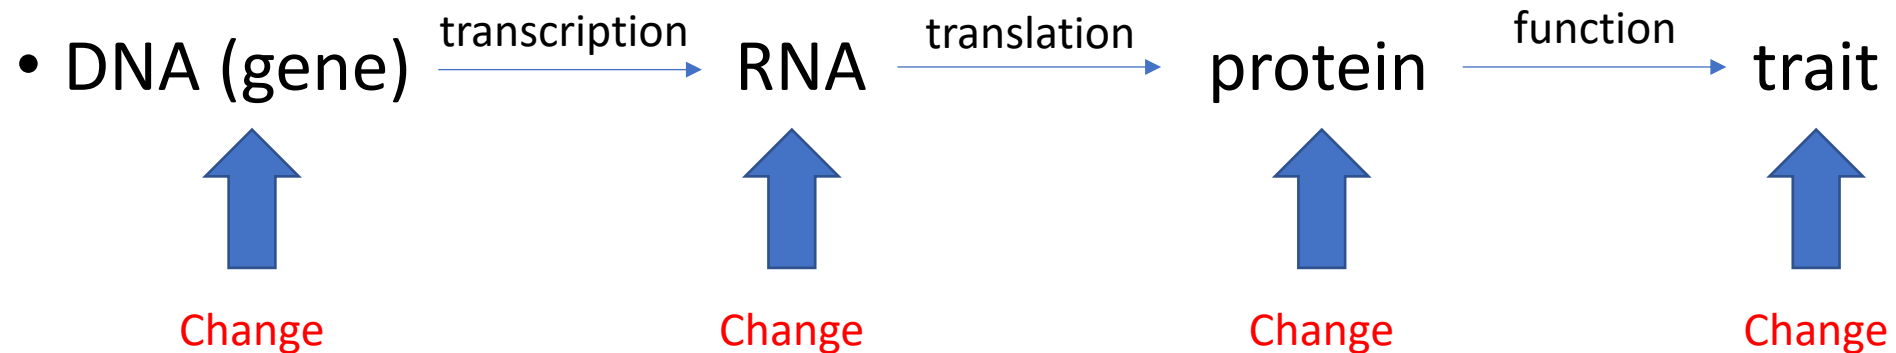 • DNA (gene) transcription RNA translation protein function trait
Change Change Change Change